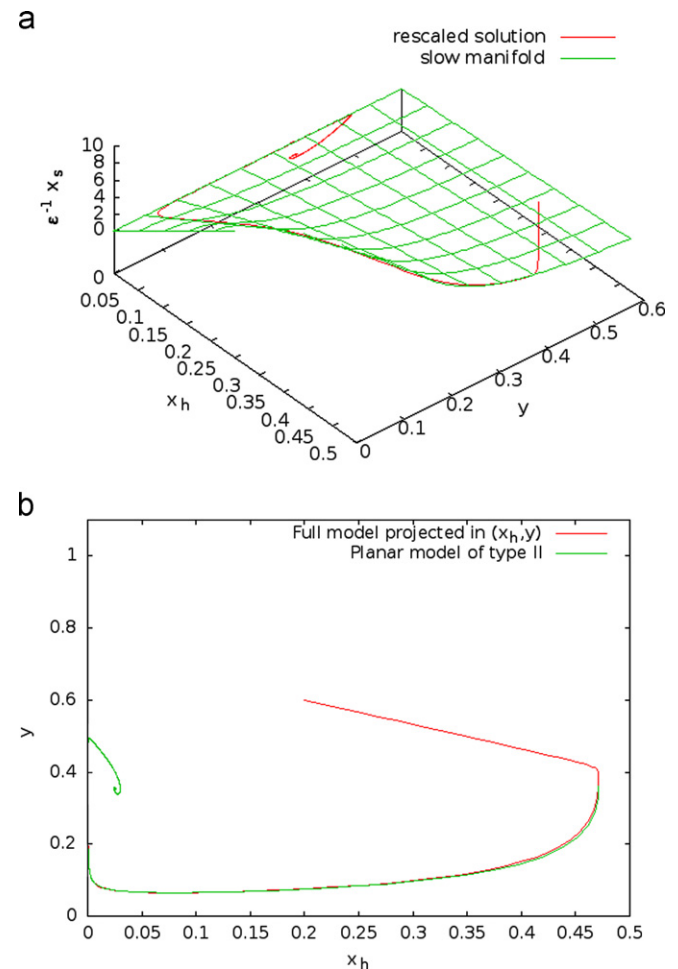 a
rescaled solution
slow manifold
10
8
6
4
2
0
ε⁻¹ xₛ
0
0.05
0.1
0.15
0.2
0.25
0.3
0.35
0.4
0.45
0.5
x_h
0
0.1
0.2
0.3
0.4
0.5
0.6
y
b
Full model projected in (x_h,y)
Planar model of type II
1
0.8
0.6
0.4
0.2
0
y
0 0.05 0.1 0.15 0.2 0.25 0.3 0.35 0.4 0.45 0.5
x_h